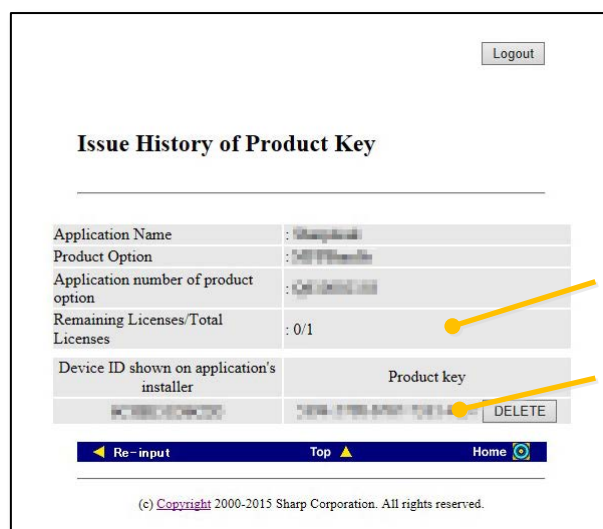 Logout
Issue History of Product Key
Application Name :
Product Option :
Application number of product
option :
Remaining Licenses/Total
Licenses : 0/1
Device ID shown on application's
installer
Product key
DELETE
Re-input Top Home
(c) Copyright 2000-2015 Sharp Corporation. All rights reserved.